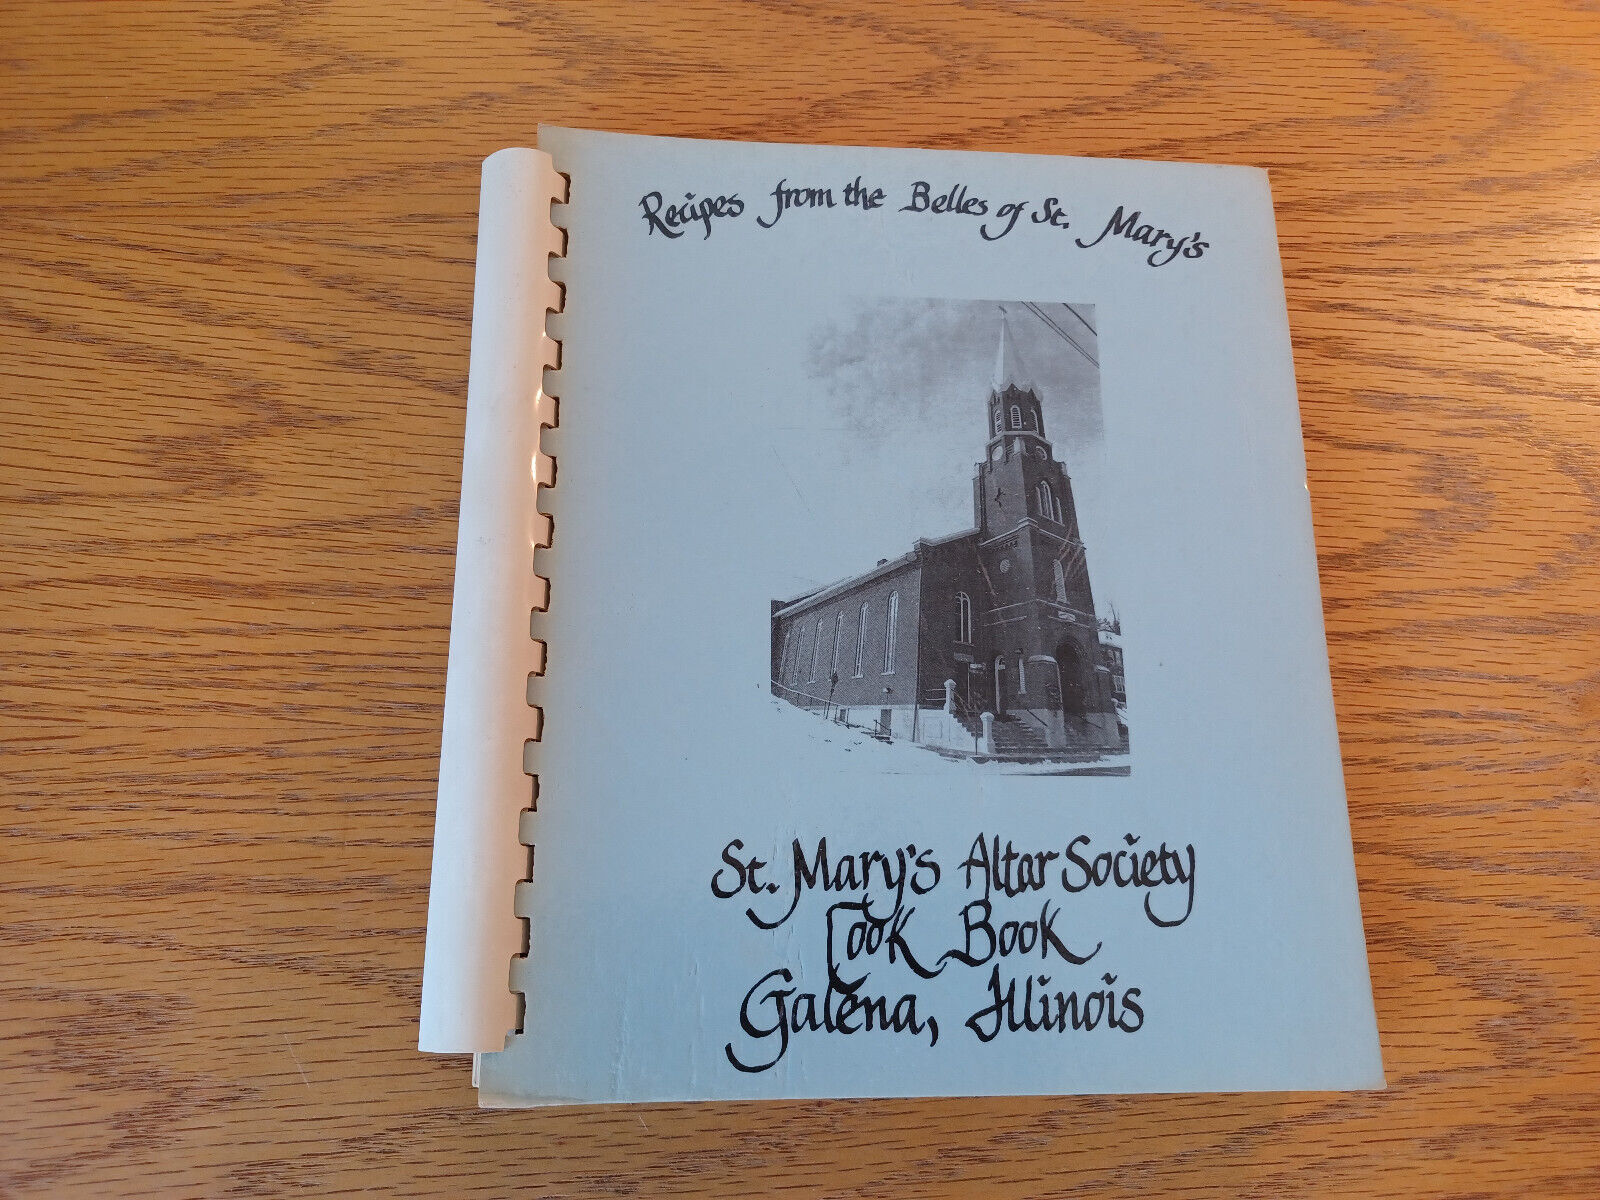 Recipes from the Belles of St. Mary's
St. Mary's Altar Society
Cook Book
Galena, Illinois